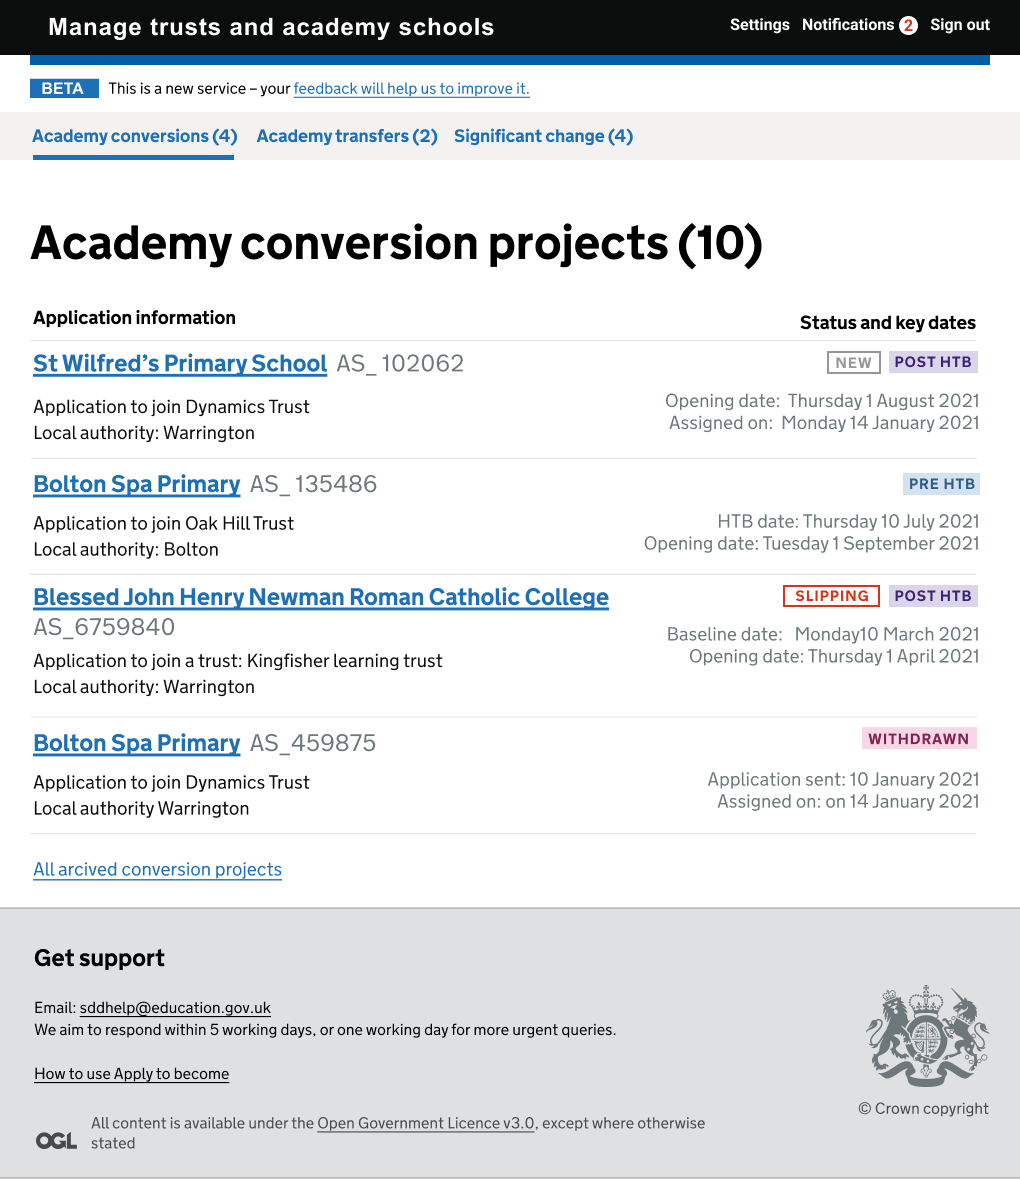 Manage trusts and academy schools
Settings Notifications 2 Sign out
BETA This is a new service – your feedback will help us to improve it.
Academy conversions (4) Academy transfers (2) Significant change (4)
Academy conversion projects (10)
Application information
Status and key dates
St Wilfred’s Primary School AS_ 102062
NEW POST HTB
Application to join Dynamics Trust
Local authority: Warrington
Opening date: Thursday 1 August 2021
Assigned on: Monday 14 January 2021
Bolton Spa Primary AS_ 135486
PRE HTB
Application to join Oak Hill Trust
Local authority: Bolton
HTB date: Thursday 10 July 2021
Opening date: Tuesday 1 September 2021
Blessed John Henry Newman Roman Catholic College
AS_6759840
SLIPPING POST HTB
Application to join a trust: Kingfisher learning trust
Local authority: Warrington
Baseline date: Monday10 March 2021
Opening date: Thursday 1 April 2021
Bolton Spa Primary AS_459875
WITHDRAWN
Application to join Dynamics Trust
Local authority Warrington
Application sent: 10 January 2021
Assigned on: on 14 January 2021
All arcived conversion projects
Get support
Email: sddhelp@education.gov.uk
We aim to respond within 5 working days, or one working day for more urgent queries.
How to use Apply to become
OGL
All content is available under the Open Government Licence v3.0, except where otherwise
stated
© Crown copyright